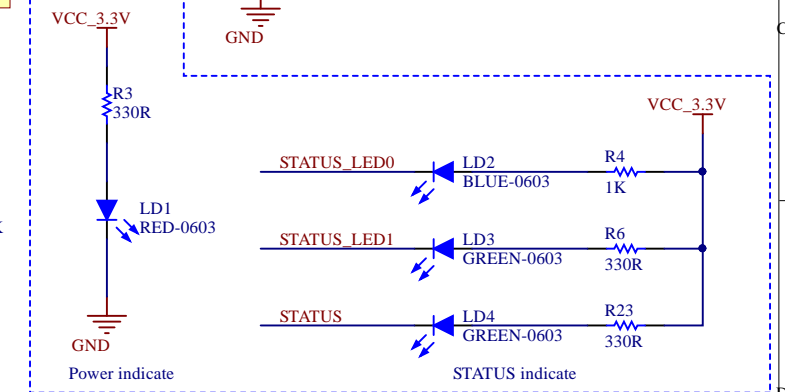 VCC_3.3V
GND
R3
330R
LD1
RED-0603
GND
Power indicate
VCC_3.3V
STATUS_LED0
LD2
BLUE-0603
R4
1K
STATUS_LED1
LD3
GREEN-0603
R6
330R
STATUS
LD4
GREEN-0603
R23
330R
STATUS indicate